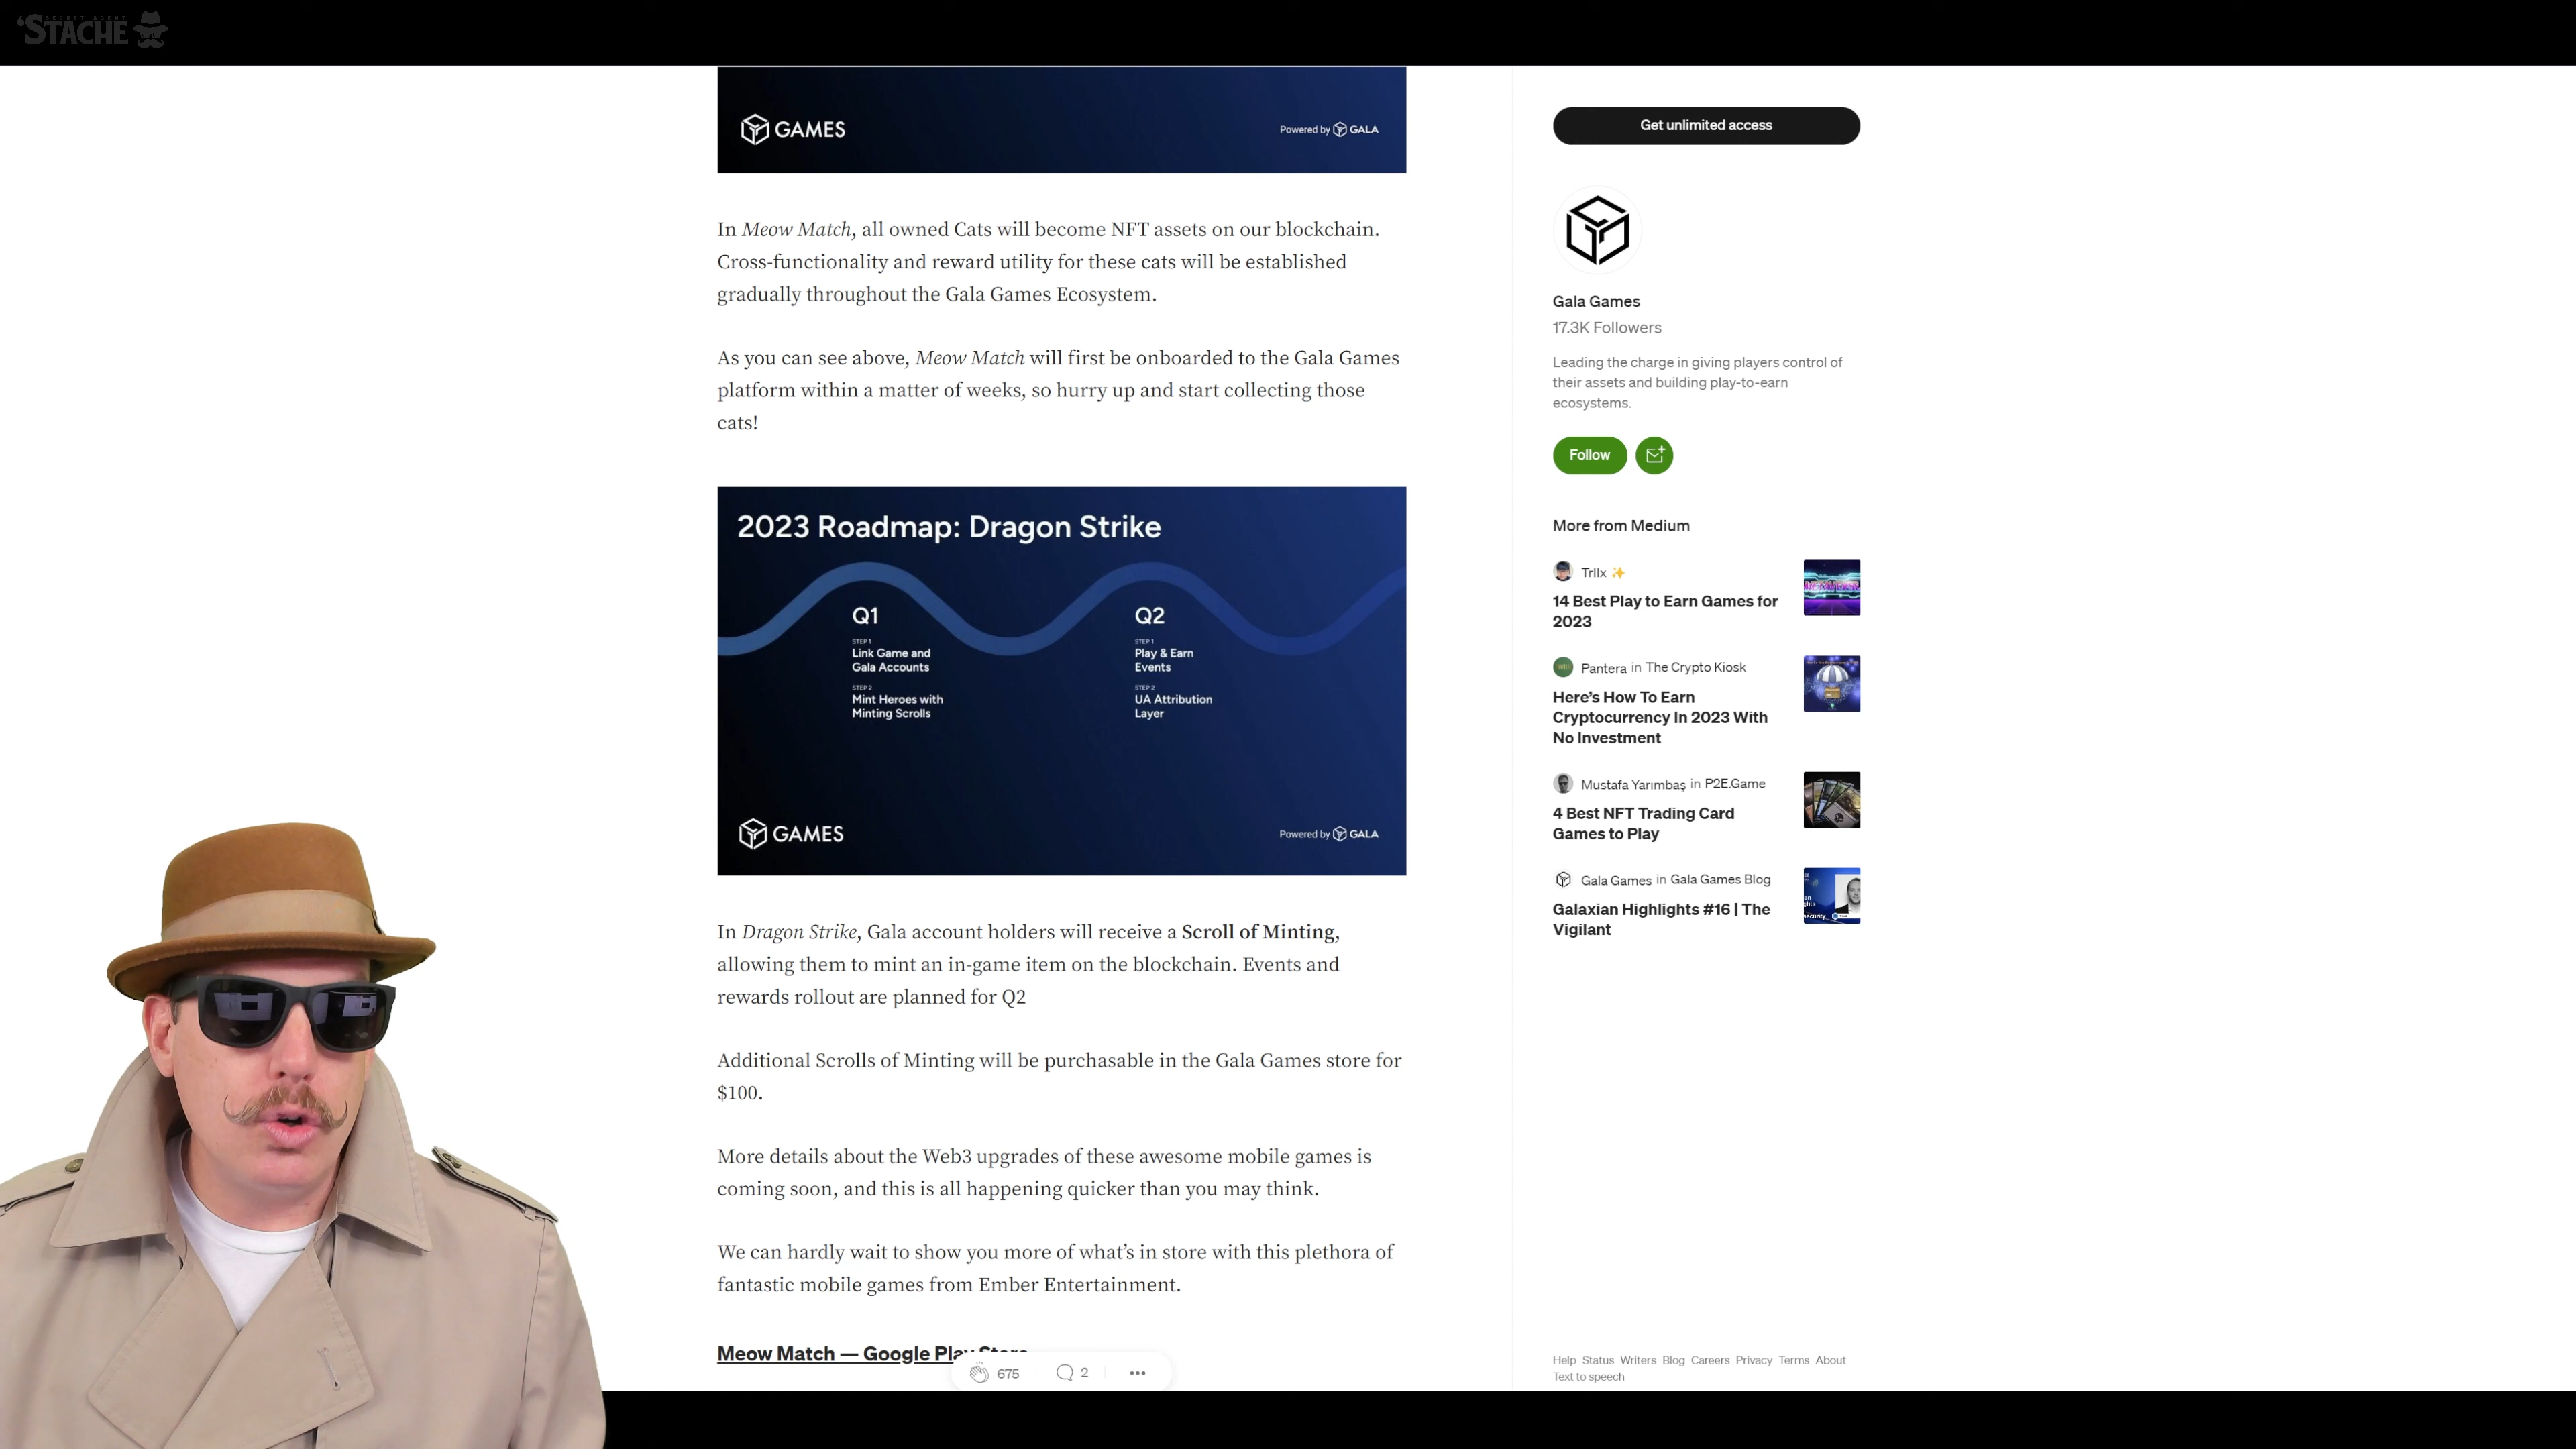 SECRET AGENT
'STACHE
GAMES
Powered by GALA
In Meow Match, all owned Cats will become NFT assets on our blockchain.
Cross-functionality and reward utility for these cats will be established
gradually throughout the Gala Games Ecosystem.
As you can see above, Meow Match will first be onboarded to the Gala Games
platform within a matter of weeks, so hurry up and start collecting those
cats!
2023 Roadmap: Dragon Strike
Q1
STEP 1
Link Game and
Gala Accounts
STEP 2
Mint Heroes with
Minting Scrolls
Q2
STEP 1
Play & Earn
Events
STEP 2
UA Attribution
Layer
GAMES
Powered by GALA
In Dragon Strike, Gala account holders will receive a Scroll of Minting,
allowing them to mint an in-game item on the blockchain. Events and
rewards rollout are planned for Q2
Additional Scrolls of Minting will be purchasable in the Gala Games store for
$100.
More details about the Web3 upgrades of these awesome mobile games is
coming soon, and this is all happening quicker than you may think.
We can hardly wait to show you more of what's in store with this plethora of
fantastic mobile games from Ember Entertainment.
Meow Match — Google Play Store
675
2
Get unlimited access
Gala Games
17.3K Followers
Leading the charge in giving players control of
their assets and building play-to-earn
ecosystems.
Follow
More from Medium
Trllx ✨
14 Best Play to Earn Games for
2023
Pantera in The Crypto Kiosk
Here's How To Earn
Cryptocurrency In 2023 With
No Investment
Mustafa Yarımbaş in P2E.Game
4 Best NFT Trading Card
Games to Play
Gala Games in Gala Games Blog
Galaxian Highlights #16 | The
Vigilant
Help Status Writers Blog Careers Privacy Terms About
Text to speech